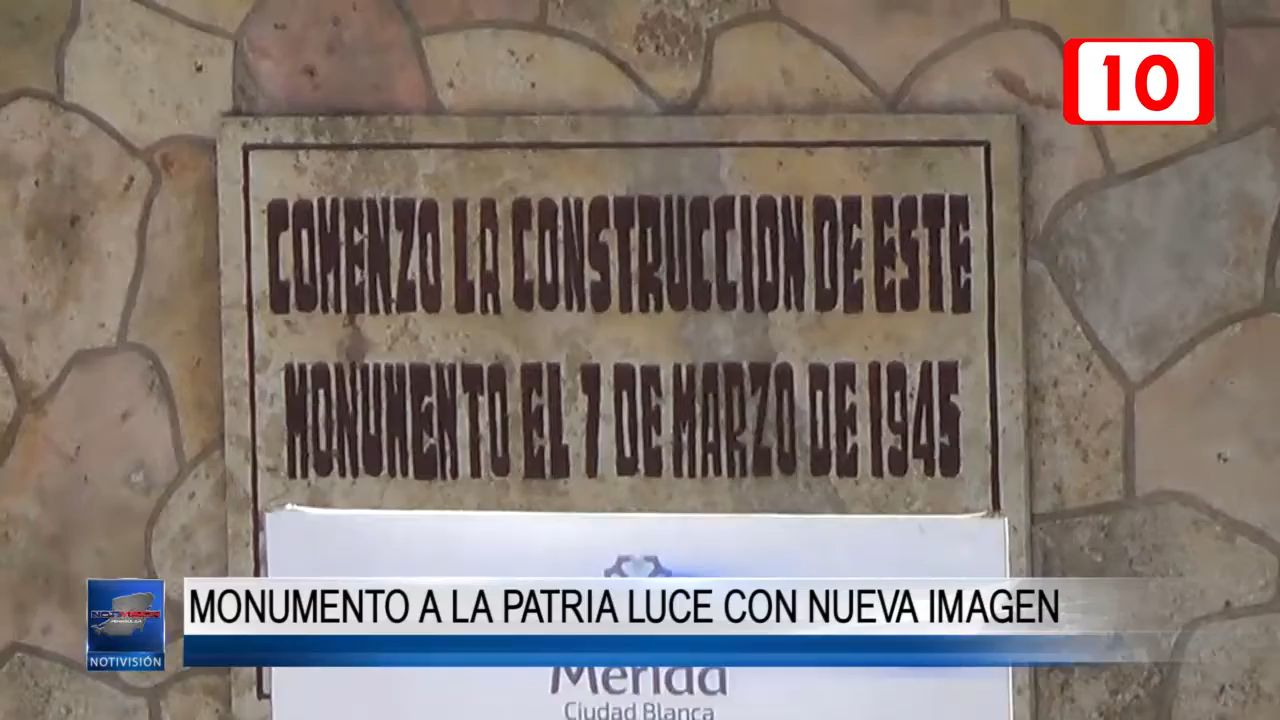 10
COMENZO LA CONSTRUCCION DE ESTE
MONUMENTO EL 7 DE MARZO DE 1945
MONUMENTO A LA PATRIA LUCE CON NUEVA IMAGEN
NOTIVISIÓN
Mérida
Ciudad Blanca